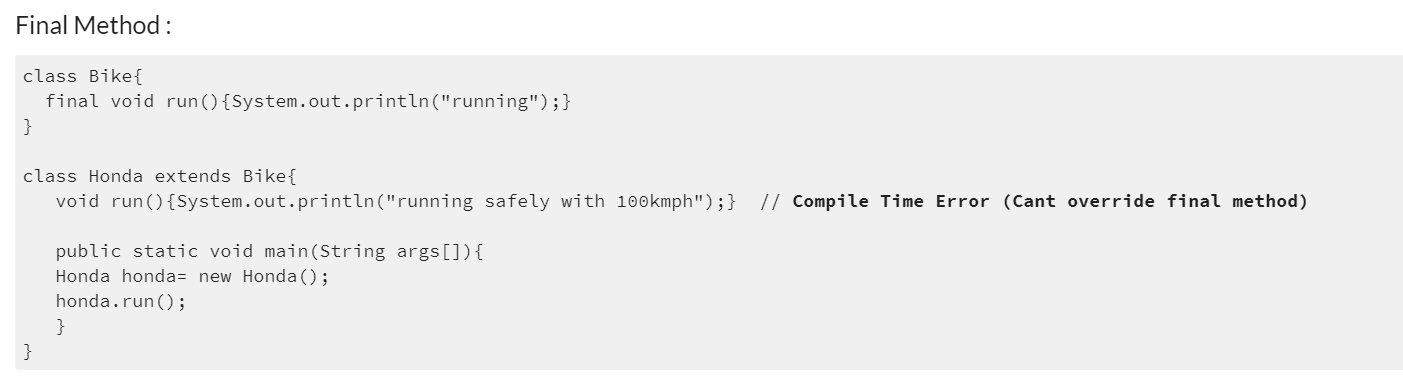 Final Method :
class Bike{
  final void run(){System.out.println("running");}
}
class Honda extends Bike{
   void run(){System.out.println("running safely with 100kmph");}  // Compile Time Error (Cant override final method)
   public static void main(String args[]){
   Honda honda= new Honda();
   honda.run();
   }
}